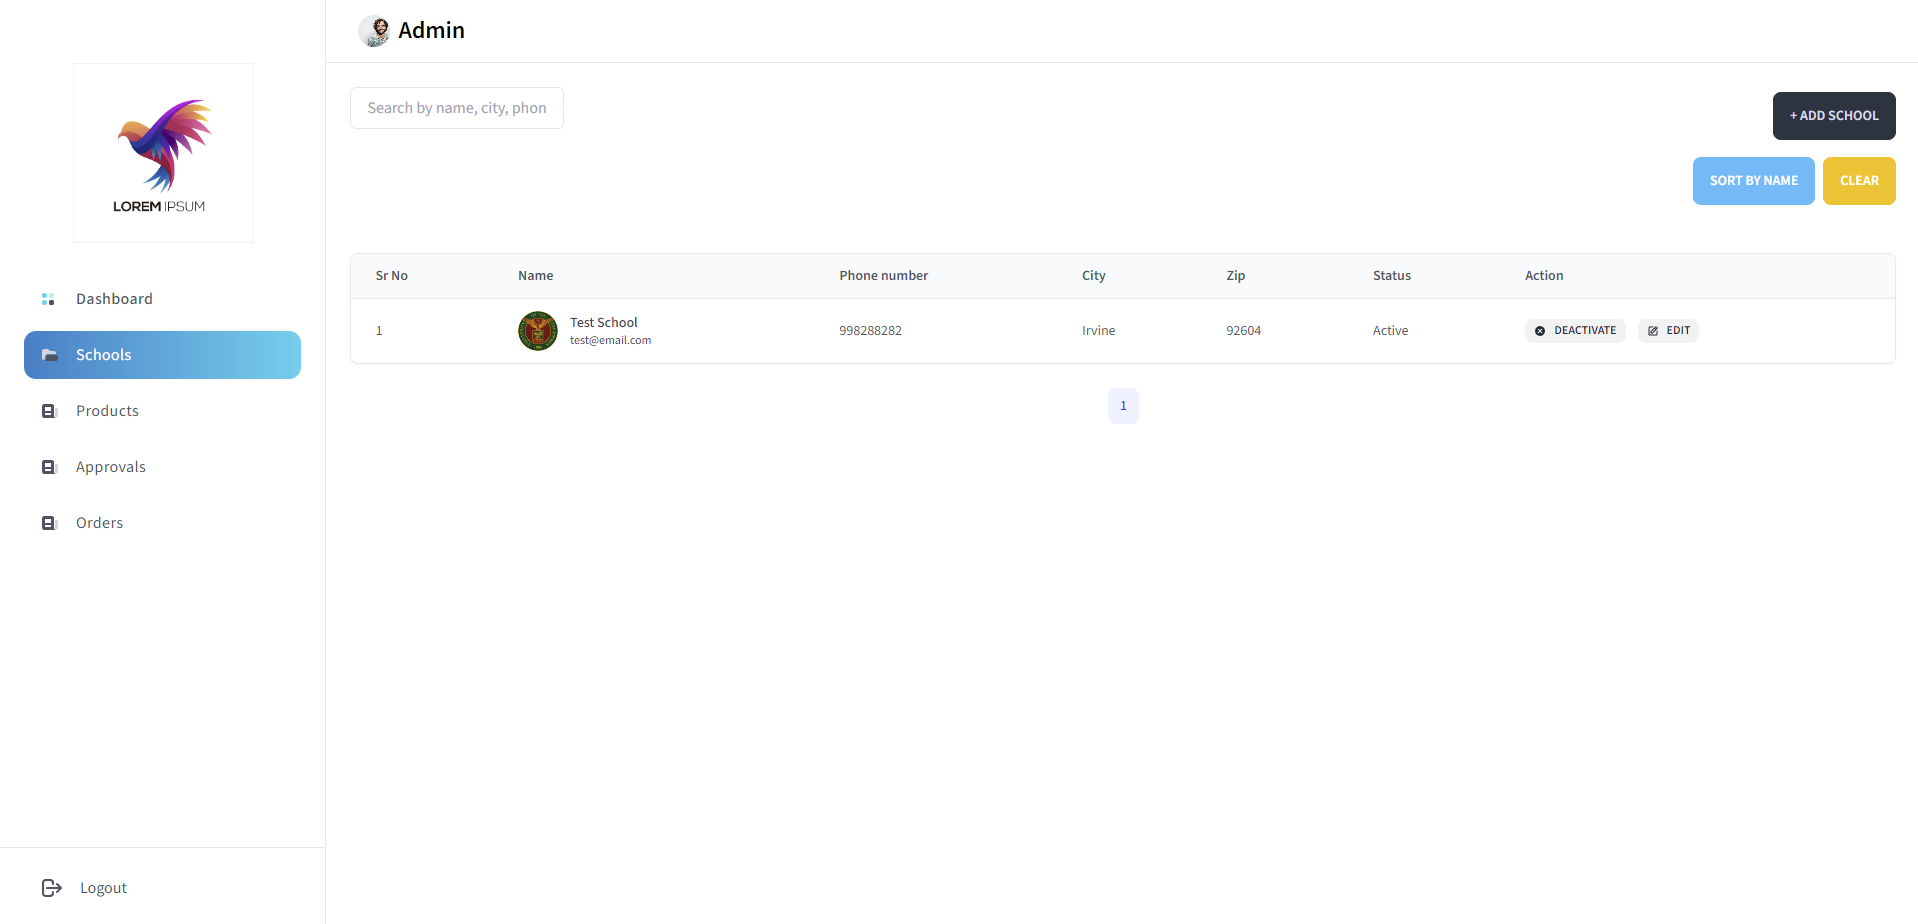 Admin
LOREM IPSUM
Dashboard
Schools
Products
Approvals
Orders
Logout
Search by name, city, phon
+ ADD SCHOOL
SORT BY NAME
CLEAR
Sr No
Name
Phone number
City
Zip
Status
Action
1
Test School
test@email.com
998288282
Irvine
92604
Active
DEACTIVATE
EDIT
1